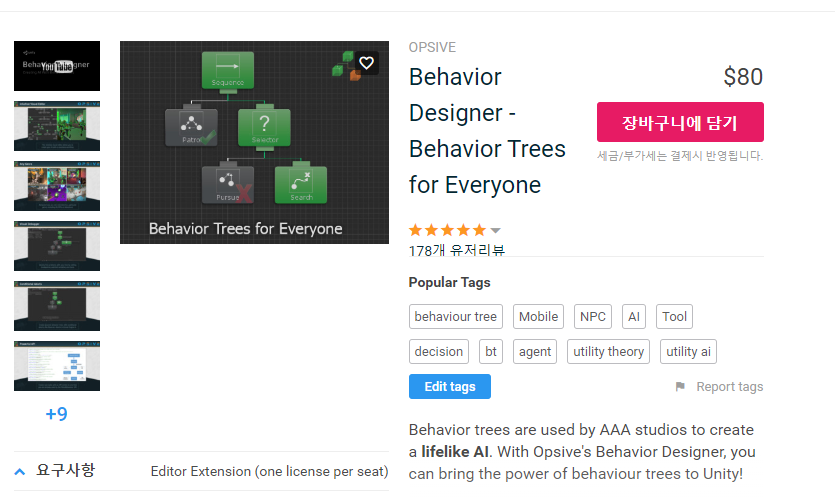 Behavior Designer
YouTube
Sequence
Patrol
?
Selector
Pursue
Search
Behavior Trees for Everyone
+9
요구사항
Editor Extension (one license per seat)
OPSIVE
Behavior
Designer -
Behavior Trees
for Everyone
$80
장바구니에 담기
세금/부가세는 결제시 반영됩니다.
178개 유저리뷰
Popular Tags
behaviour tree Mobile NPC AI Tool
decision bt agent utility theory utility ai
Edit tags
Report tags
Behavior trees are used by AAA studios to create
a lifelike AI. With Opsive's Behavior Designer, you
can bring the power of behaviour trees to Unity!